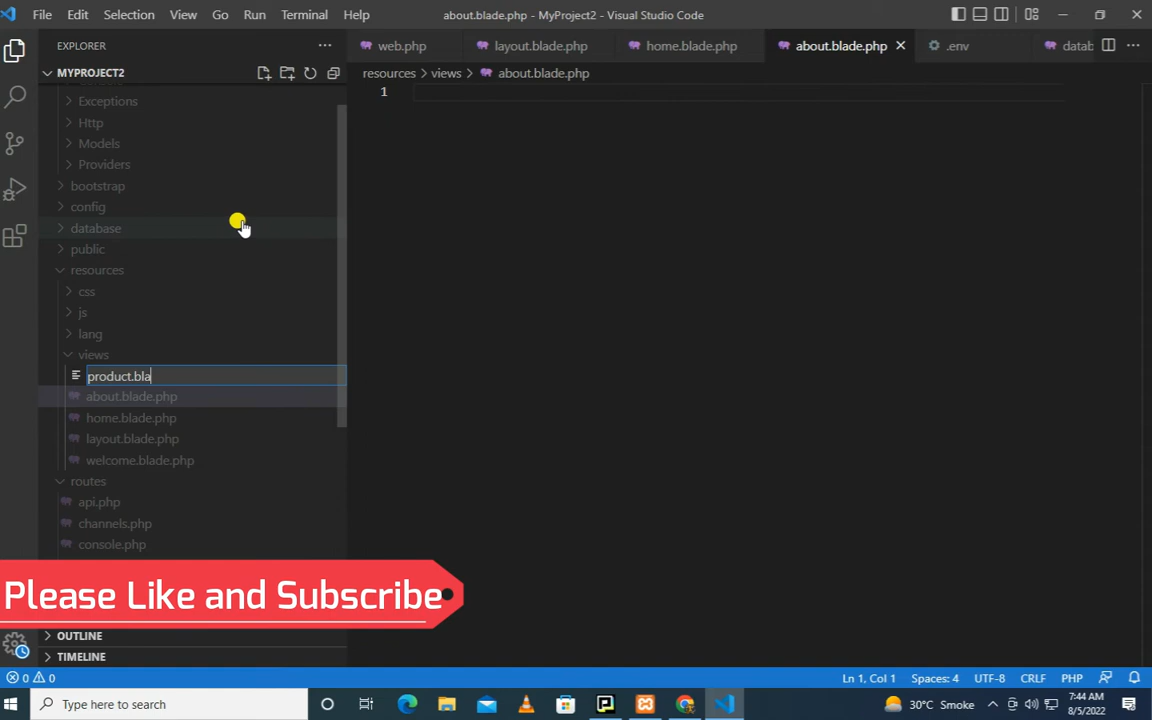 File Edit Selection View Go Run Terminal Help
about.blade.php - MyProject2 - Visual Studio Code
EXPLORER
MYPROJECT2
Exceptions
Http
Models
Providers
bootstrap
config
database
public
resources
css
js
lang
views
product.bla
about.blade.php
home.blade.php
layout.blade.php
welcome.blade.php
routes
api.php
channels.php
console.php
OUTLINE
TIMELINE
web.php
layout.blade.php
home.blade.php
about.blade.php
.env
datab
resources > views > about.blade.php
1
Please Like and Subscribe
0 0
Ln 1, Col 1 Spaces: 4 UTF-8 CRLF PHP
Type here to search
30°C Smoke
7:44 AM
8/5/2022